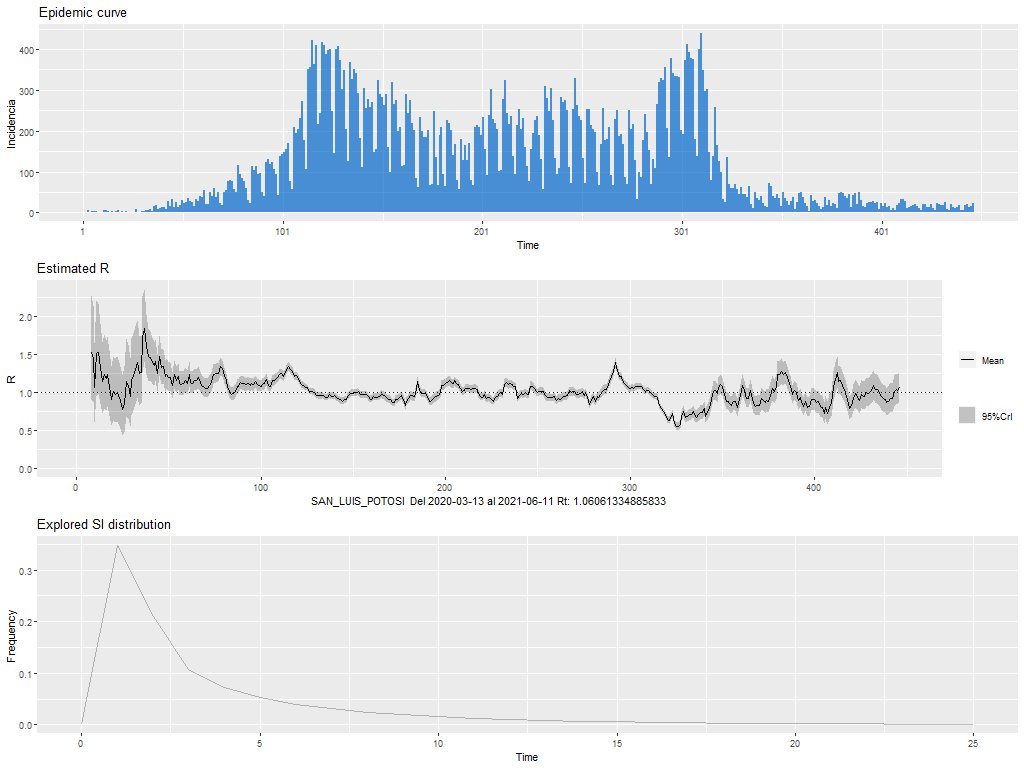 Epidemic curve
Incidencia
400
300
200
100
0
1
101
201
301
401
Time
Estimated R
R
2.0
1.5
1.0
0.5
0.0
0
100
200
300
400
SAN_LUIS_POTOSI Del 2020-03-13 al 2021-06-11 Rt: 1.06061334885833
Mean
95%CrI
Explored SI distribution
Frequency
0.3
0.2
0.1
0.0
0
5
10
15
20
25
Time